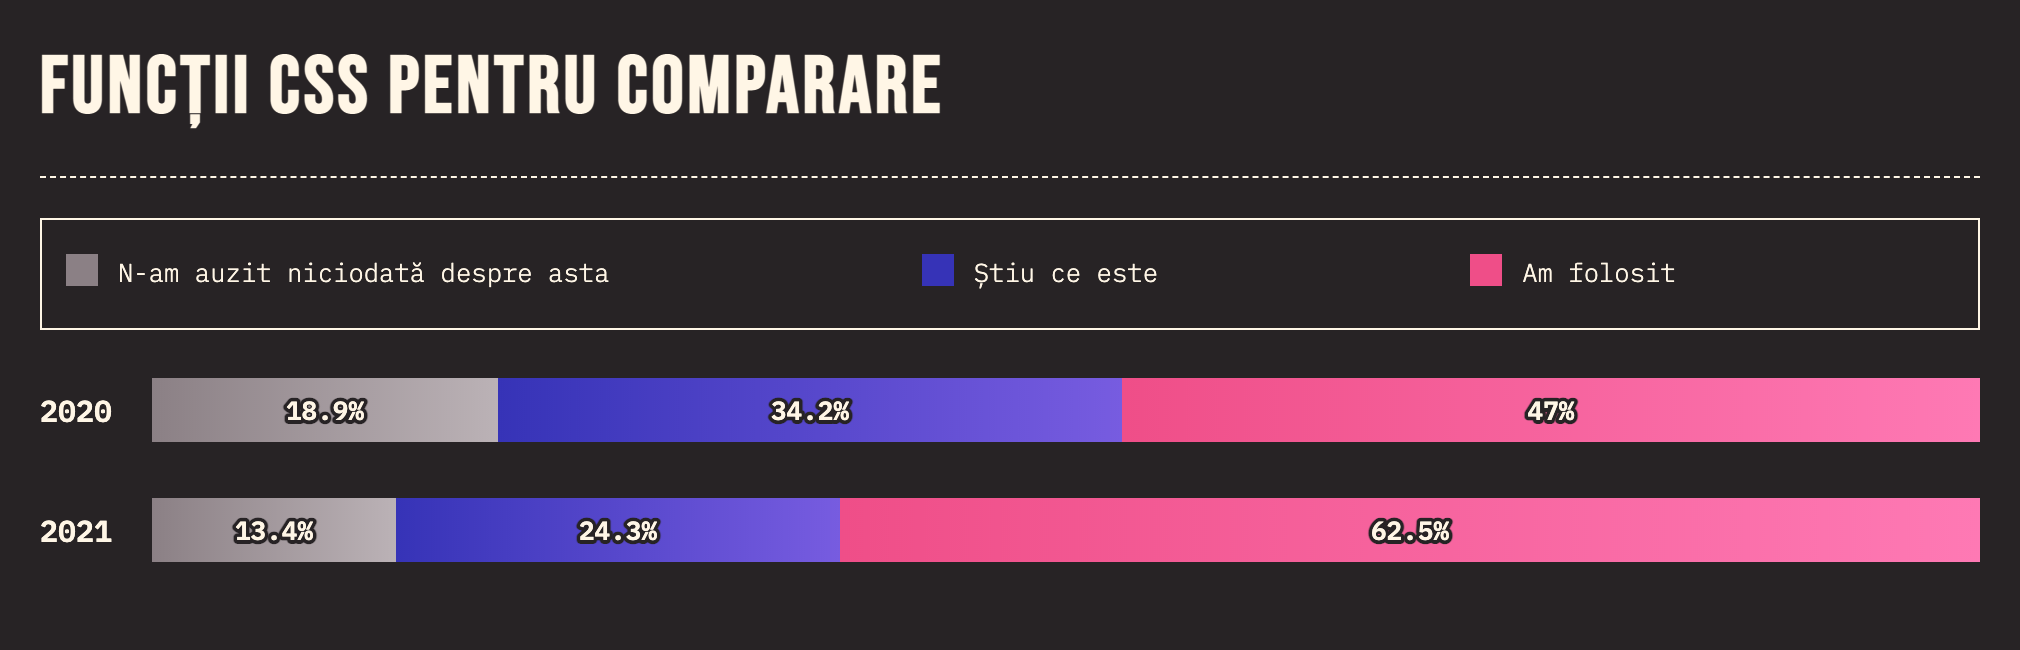 FUNCȚII CSS PENTRU COMPARARE
N-am auzit niciodată despre asta Știu ce este Am folosit
2020 18.9% 34.2% 47%
2021 13.4% 24.3% 62.5%